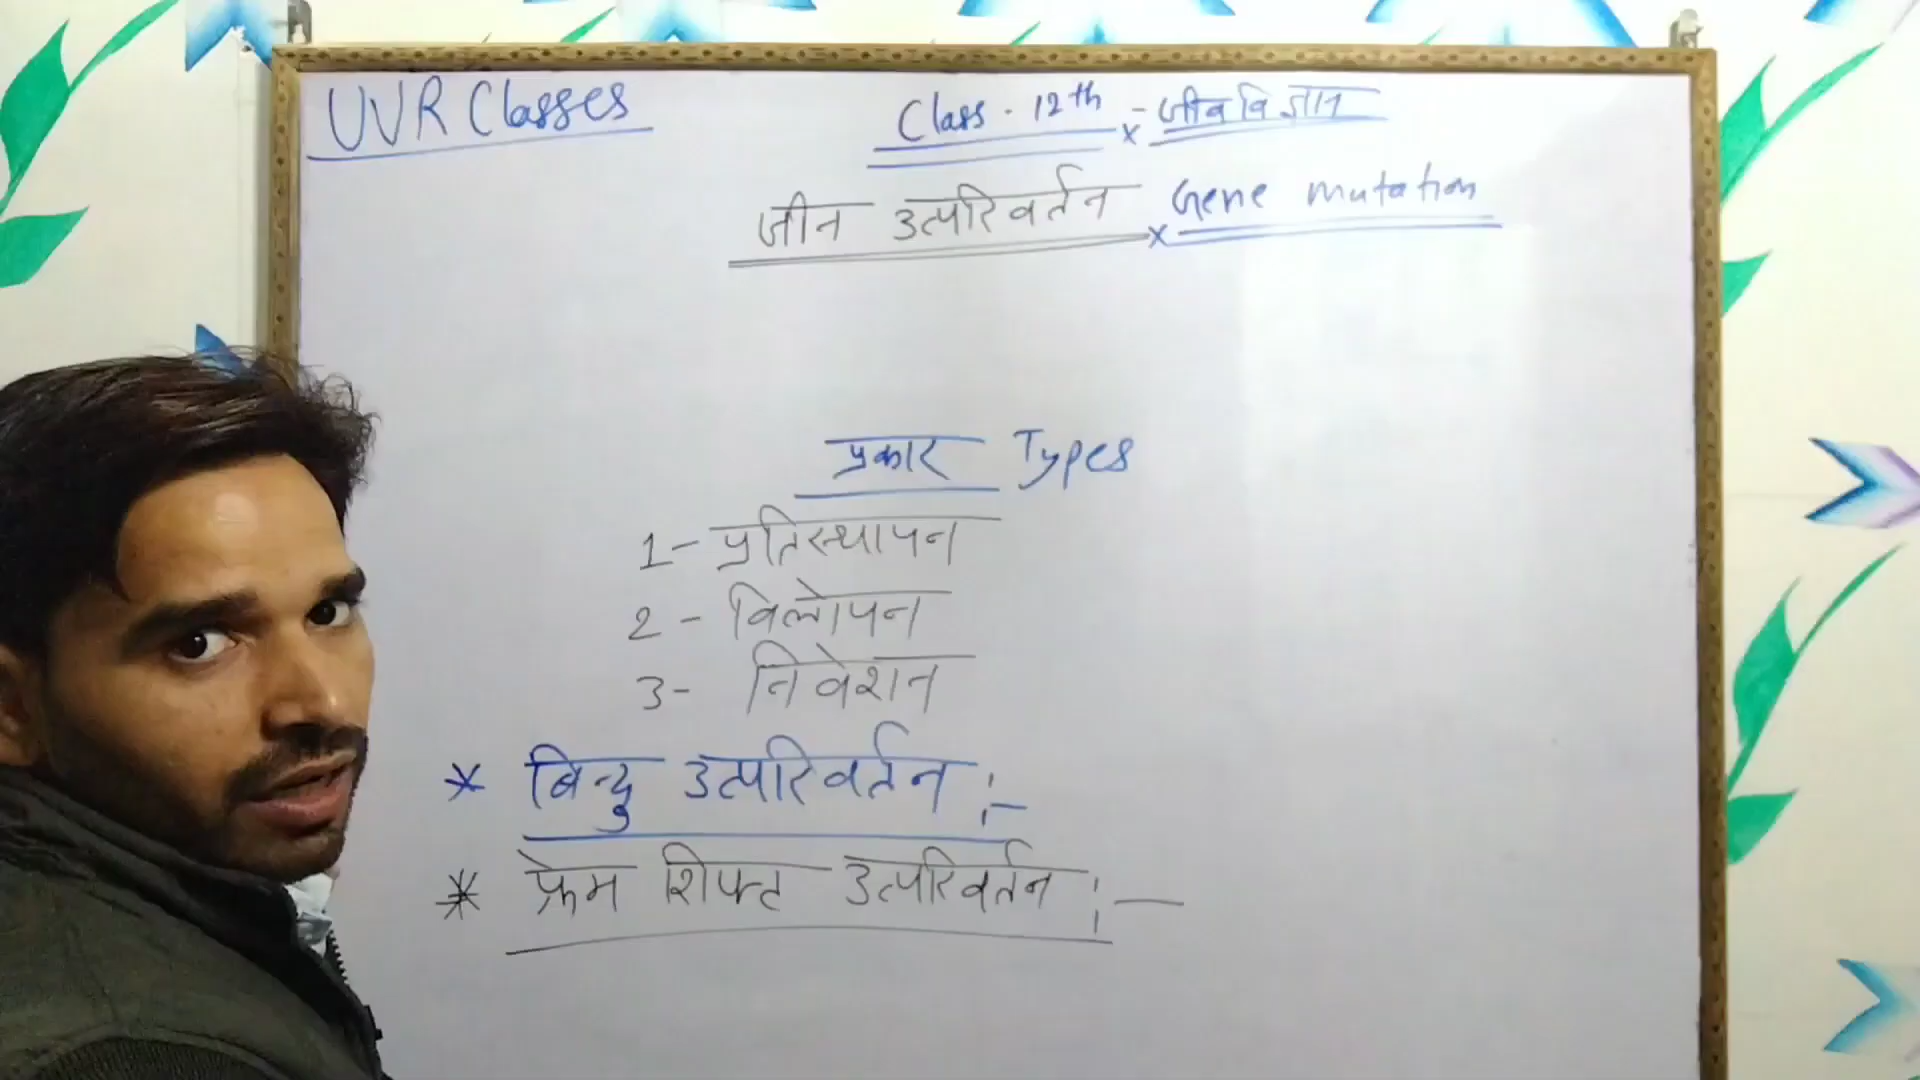 UVR Classes
Class - 12th - जीव विज्ञान
जीन उत्परिवर्तन Gene mutation
प्रकार Types
1- प्रतिस्थापन
2 - विलोपन
3- निवेशन
* बिन्दु उत्परिवर्तन :-
* फ्रेम शिफ्ट उत्परिवर्तन :-